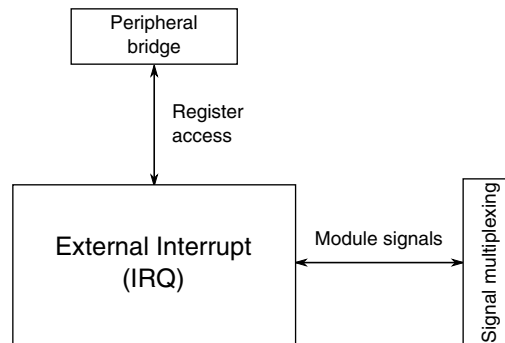 Peripheral
bridge
Register
access
External Interrupt
(IRQ)
Module signals
Signal multiplexing